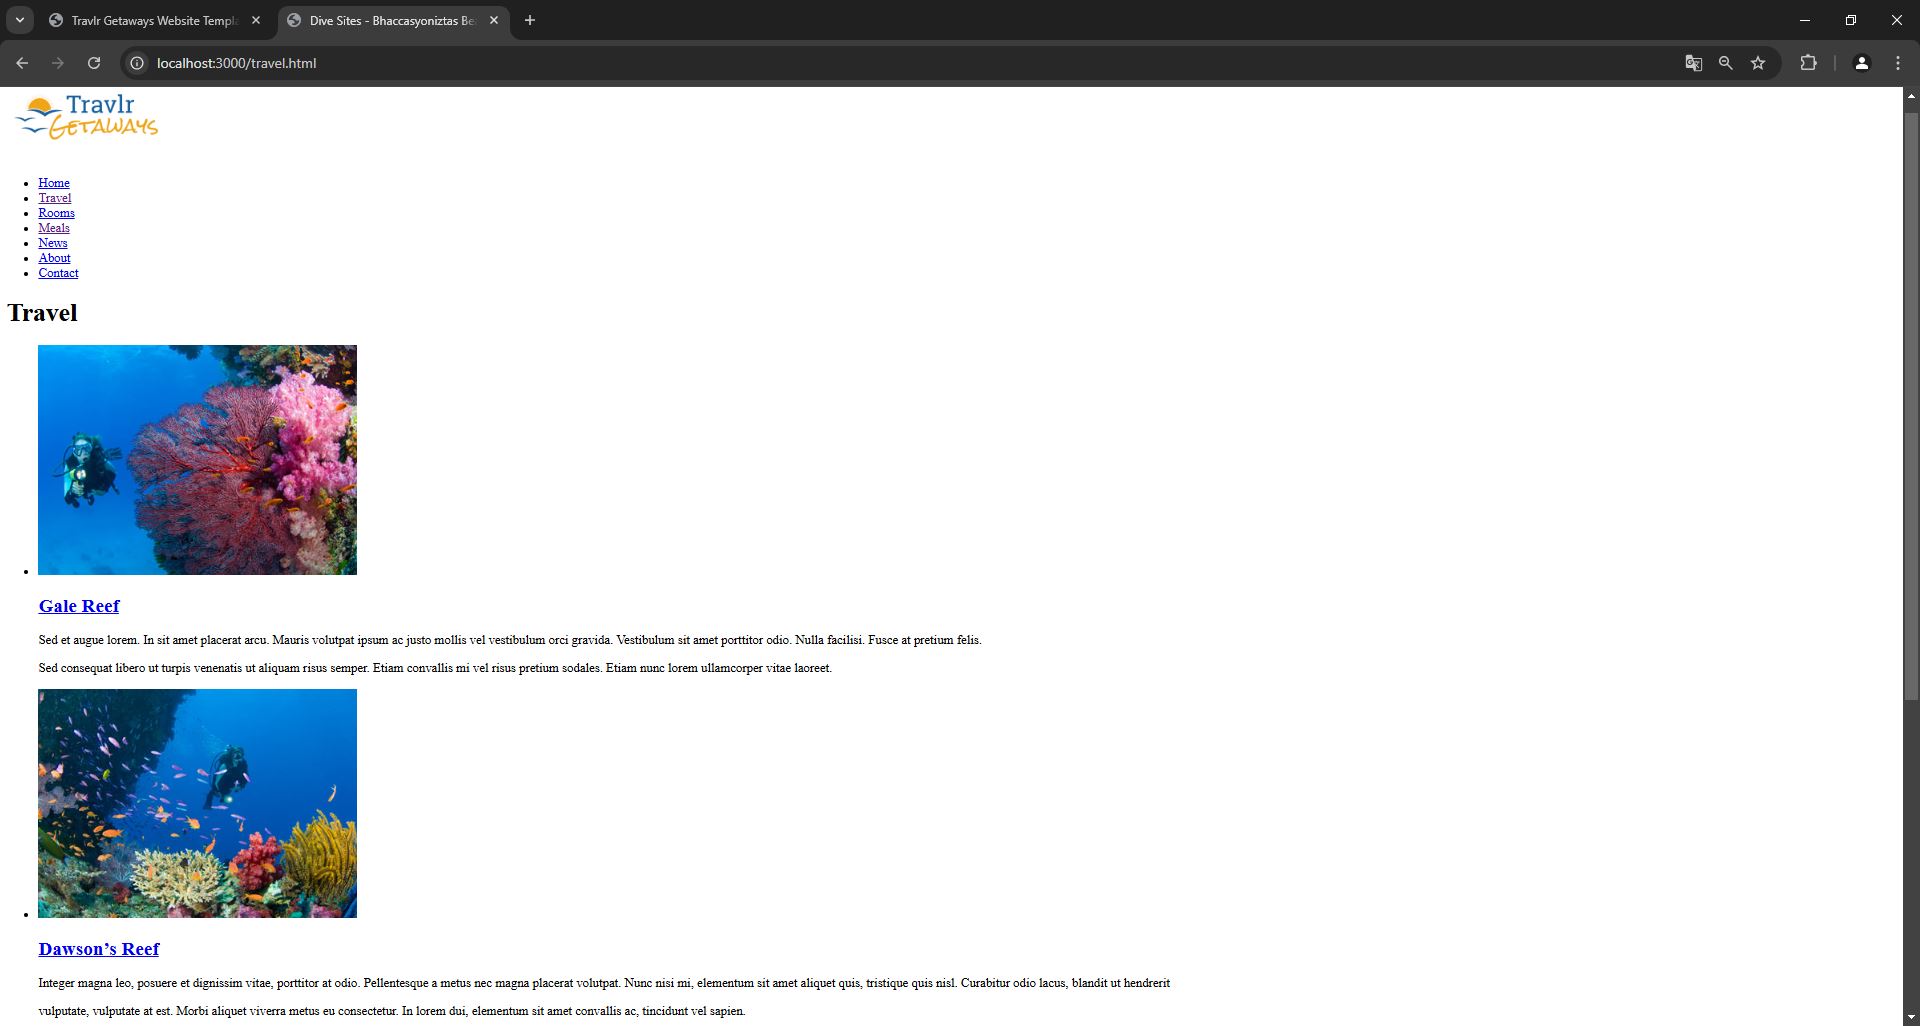 Travlr Getaways Website Templ
Dive Sites - Bhaccasyoniztas Be
localhost:3000/travel.html
Travlr
GETAWAYS
Home
Travel
Rooms
Meals
News
About
Contact
Travel
Gale Reef
Sed et augue lorem. In sit amet placerat arcu. Mauris volutpat ipsum ac justo mollis vel vestibulum orci gravida. Vestibulum sit amet porttitor odio. Nulla facilisi. Fusce at pretium felis.
Sed consequat libero ut turpis venenatis ut aliquam risus semper. Etiam convallis mi vel risus pretium sodales. Etiam nunc lorem ullamcorper vitae laoreet.
Dawson’s Reef
Integer magna leo, posuere et dignissim vitae, porttitor at odio. Pellentesque a metus nec magna placerat volutpat. Nunc nisi mi, elementum sit amet aliquet quis, tristique quis nisl. Curabitur odio lacus, blandit ut hendrerit
vulputate, vulputate at est. Morbi aliquet viverra metus eu consectetur. In lorem dui, elementum sit amet convallis ac, tincidunt vel sapien.